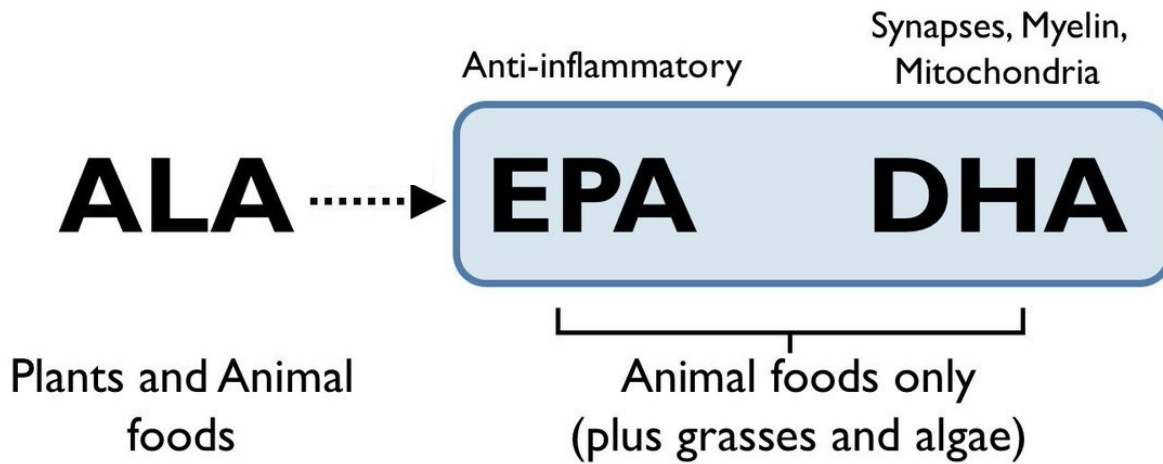 Anti-inflammatory
Synapses, Myelin,
Mitochondria
ALA
EPA
DHA
Plants and Animal
foods
Animal foods only
(plus grasses and algae)